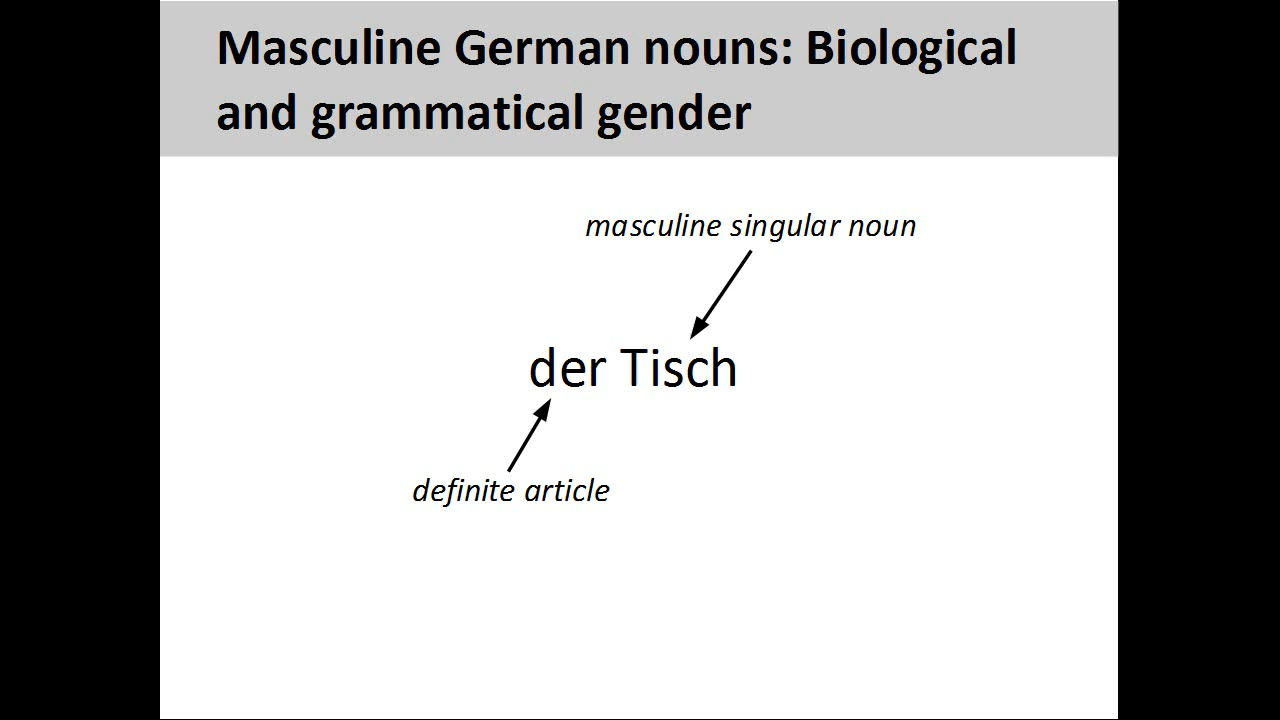 Masculine German nouns: Biological
and grammatical gender
masculine singular noun
der Tisch
definite article